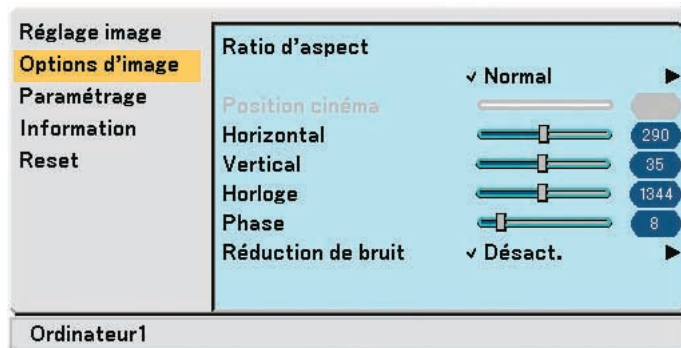 Réglage image
Options d'image
Paramétrage
Information
Reset
Ratio d'aspect
✓ Normal
Position cinéma
Horizontal 290
Vertical 35
Horloge 1344
Phase 8
Réduction de bruit ✓ Désact.
Ordinateur1